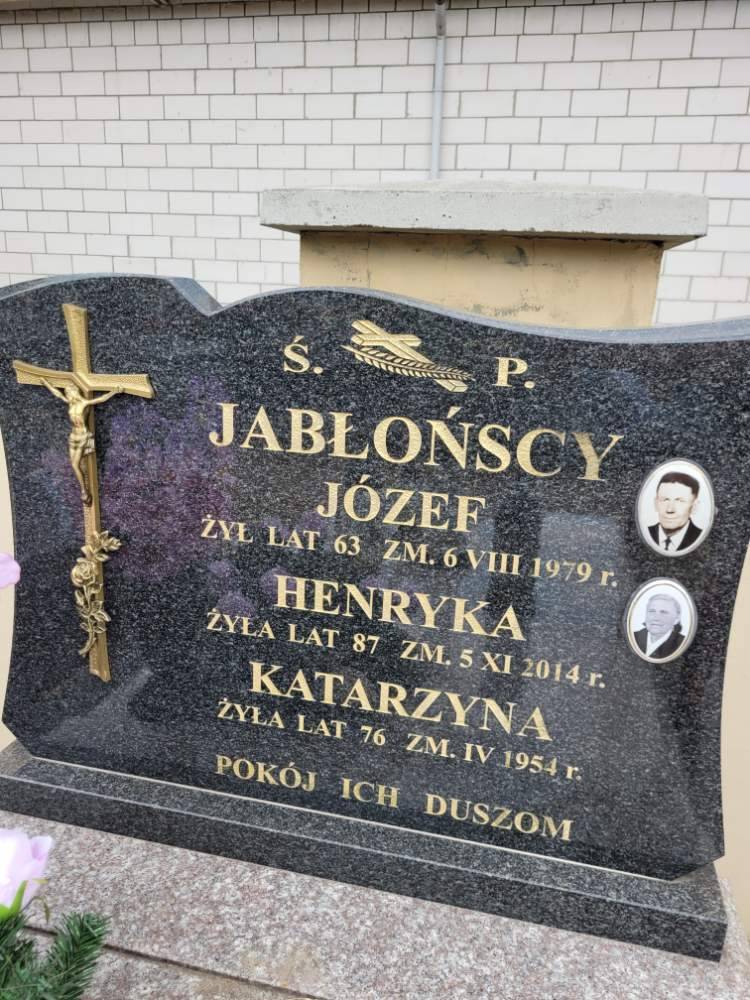 Ś. P.
JABŁOŃSCY
JÓZEF
ŻYŁ LAT 63 ZM. 6 VIII 1979 r.
HENRYKA
ŻYŁA LAT 87 ZM. 5 XI 2014 r.
KATARZYNA
ŻYŁA LAT 76 ZM. IV 1954 r.
POKÓJ ICH DUSZOM